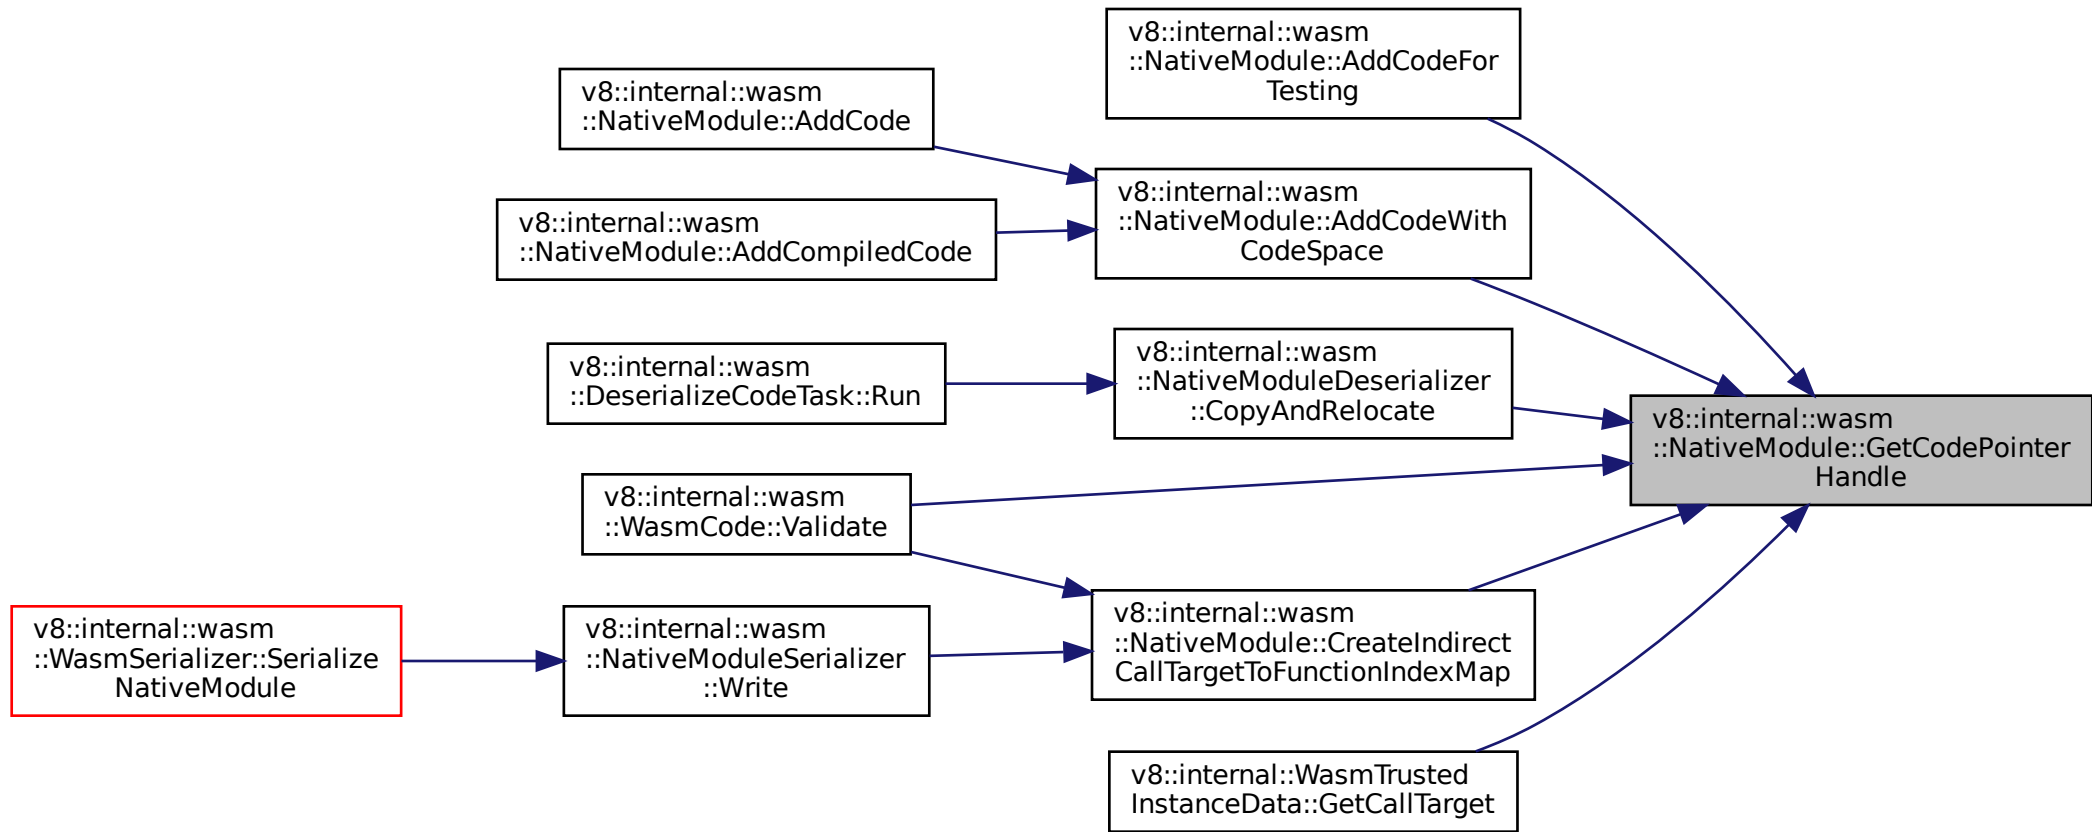 v8::internal::wasm
::NativeModule::AddCodeFor
Testing
v8::internal::wasm
::NativeModule::AddCode
v8::internal::wasm
::NativeModule::AddCodeWith
CodeSpace
v8::internal::wasm
::NativeModule::AddCompiledCode
v8::internal::wasm
::DeserializeCodeTask::Run
v8::internal::wasm
::NativeModuleDeserializer
::CopyAndRelocate
v8::internal::wasm
::NativeModule::GetCodePointer
Handle
v8::internal::wasm
::WasmCode::Validate
v8::internal::wasm
::WasmSerializer::Serialize
NativeModule
v8::internal::wasm
::NativeModuleSerializer
::Write
v8::internal::wasm
::NativeModule::CreateIndirect
CallTargetToFunctionIndexMap
v8::internal::WasmTrusted
InstanceData::GetCallTarget